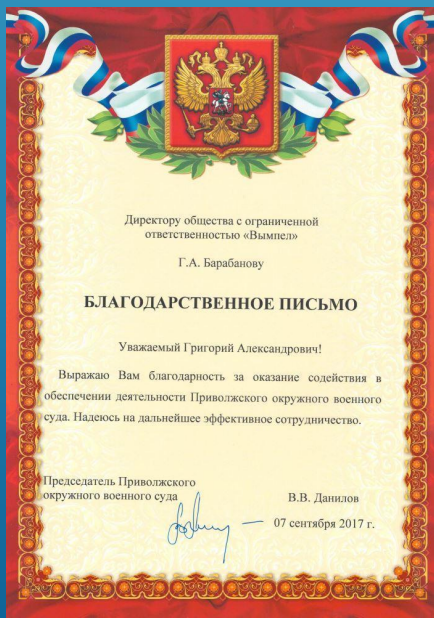 Директору общества с ограниченной
ответственностью «Вымпел»
Г.А. Барабанову
БЛАГОДАРСТВЕННОЕ ПИСЬМО
Уважаемый Григорий Александрович!
Выражаю Вам благодарность за оказание содействия в
обеспечении деятельности Приволжского окружного военного
суда. Надеюсь на дальнейшее эффективное сотрудничество.
Председатель Приволжского
окружного военного суда
В.В. Данилов
07 сентября 2017 г.